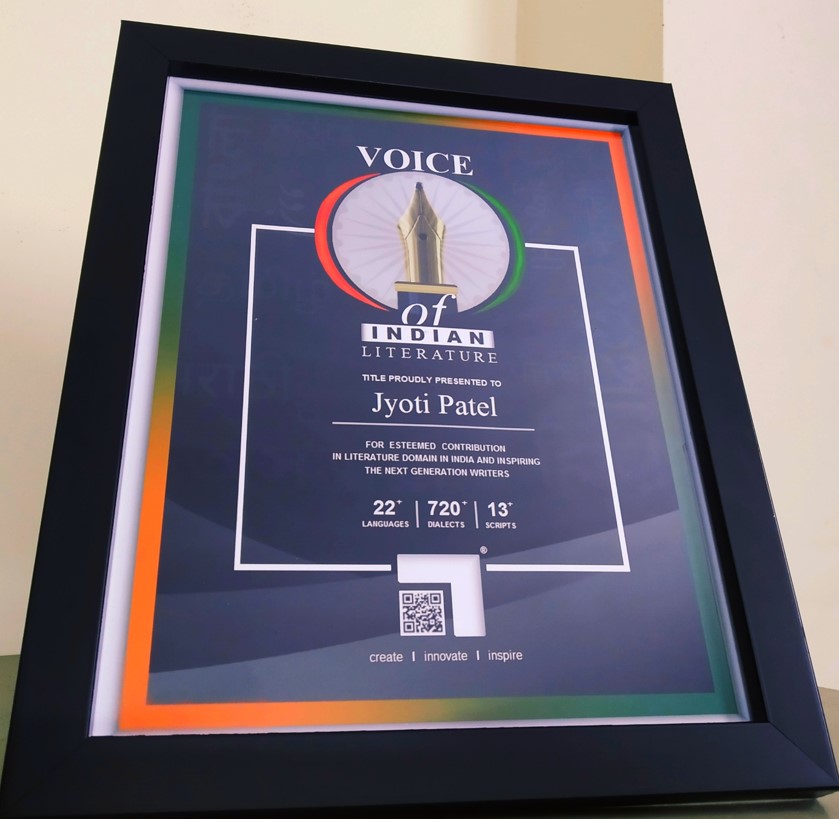 VOICE
of
INDIAN
LITERATURE
TITLE PROUDLY PRESENTED TO
Jyoti Patel
FOR ESTEEMED CONTRIBUTION
IN LITERATURE DOMAIN IN INDIA AND INSPIRING
THE NEXT GENERATION WRITERS
22+ | 720+ | 13+
LANGUAGES | DIALECTS | SCRIPTS
®
create I innovate I inspire